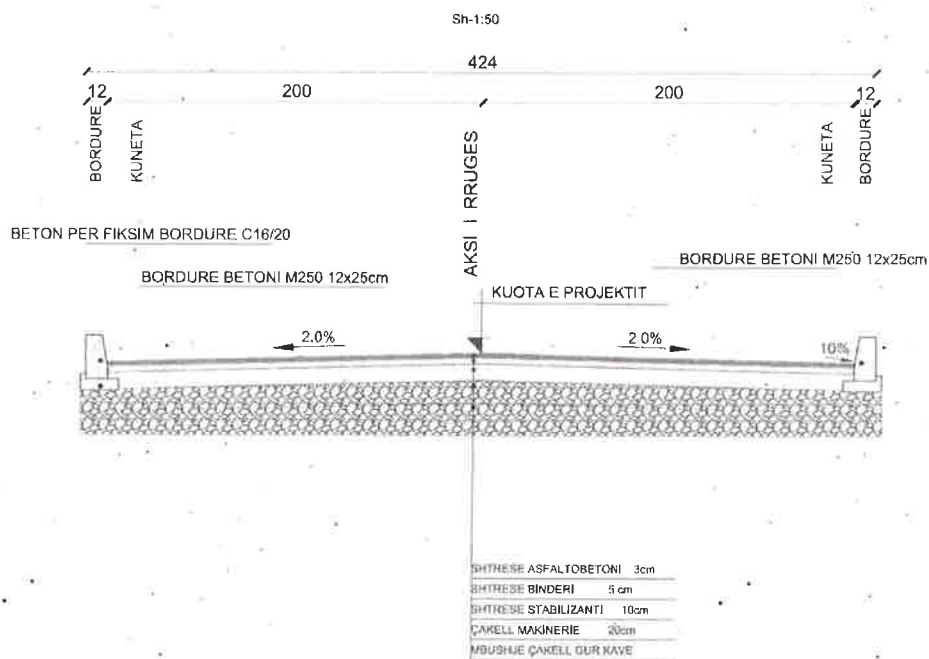 Sh-1:50
424
12 200 200 12
BORDURE
KUNETA
AKSI I RRUGES
KUNETA
BORDURE
BETON PER FIKSIM BORDURE C16/20
BORDURE BETONI M250 12x25cm
BORDURE BETONI M250 12x25cm
KUOTA E PROJEKTIT
2.0% 2.0% 10%
SHTRESE ASFALTOBETONI 3cm
SHTRESE BINDERI 5 cm
SHTRESE STABILIZANTI 10cm
ÇAKELL MAKINERIE 20cm
MBUSHJE ÇAKELL GUR KAVE